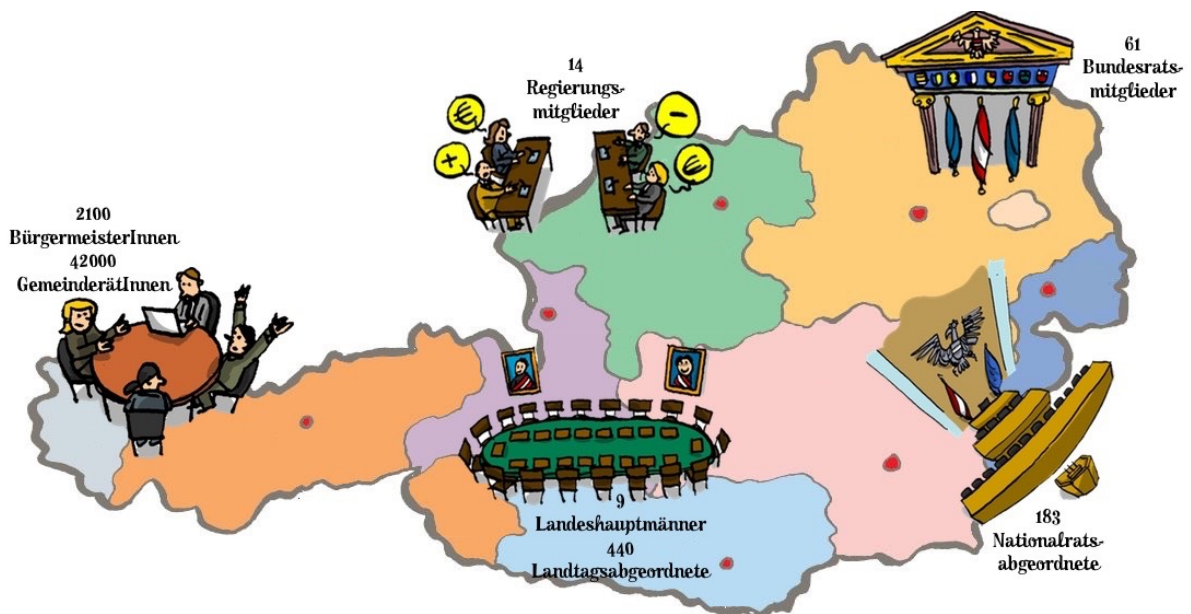 14
Regierungs-
mitglieder
61
Bundesrats-
mitglieder
€
-
+
€
2100
BürgermeisterInnen
42000
GemeinderätInnen
9
Landeshauptmänner
440
Landtagsabgeordnete
183
Nationalrats-
abgeordnete